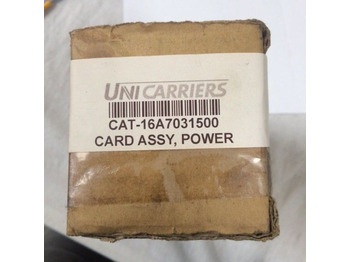 UNICARRIERS
CAT-16A7031500
CARD ASSY, POWER